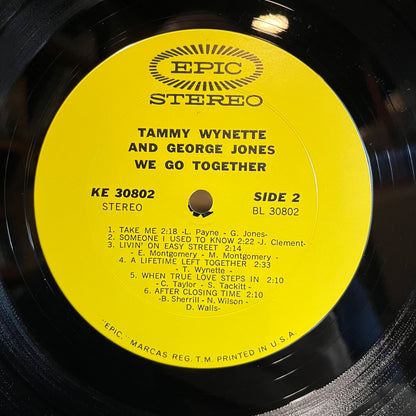 EPIC
STEREO
TAMMY WYNETTE
AND GEORGE JONES
WE GO TOGETHER
KE 30802
STEREO
SIDE 2
BL 30802
1. TAKE ME 2:18 -L. Payne - G. Jones-
2. SOMEONE I USED TO KNOW 2:22 -J. Clement-
3. LIVIN' ON EASY STREET 2:14
- E. Montgomery - M. Montgomery -
4. A LIFETIME LEFT TOGETHER 2:33
- T. Wynette -
5. WHEN TRUE LOVE STEPS IN 2:10
- C. Taylor - S. Tackitt -
6. AFTER CLOSING TIME 2:10
-B. Sherrill - N. Wilson -
D. Walls-
"EPIC," MARCAS REG. T.M. PRINTED IN U.S.A.